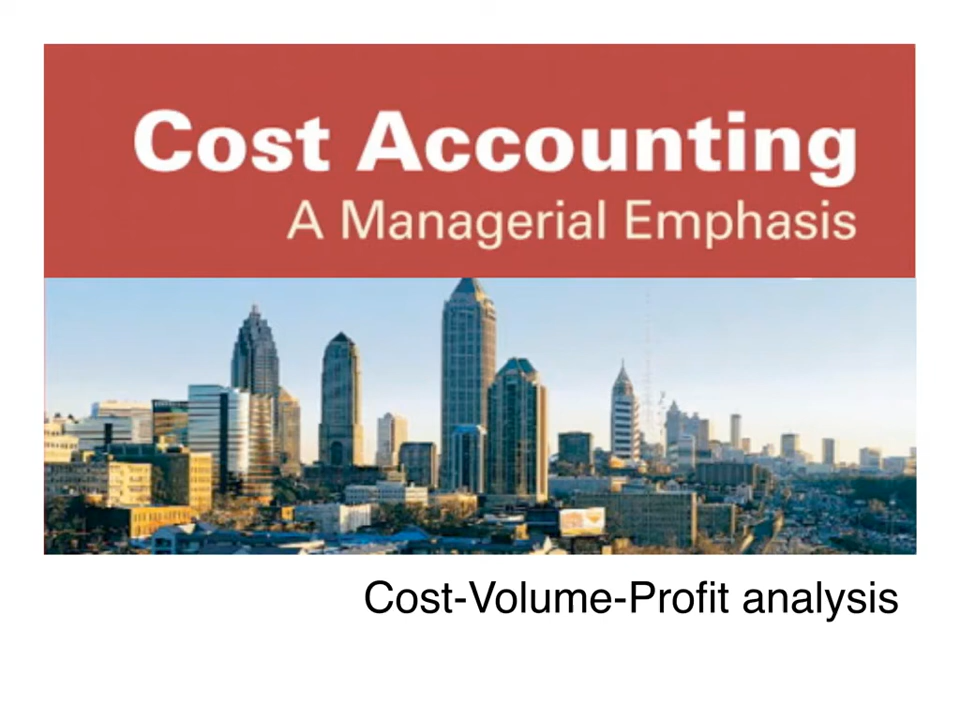 Cost Accounting
A Managerial Emphasis
Cost-Volume-Profit analysis